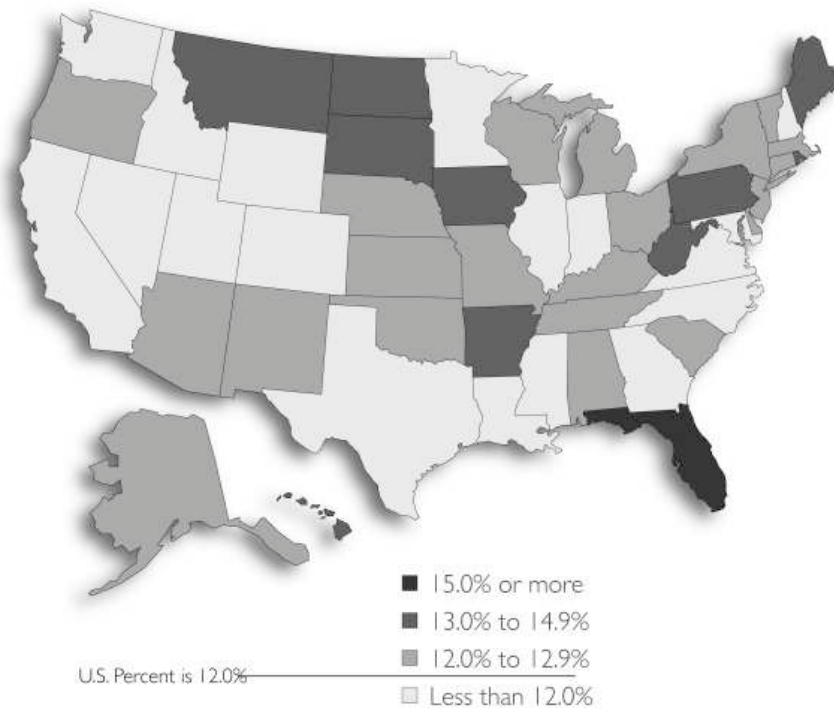 15.0% or more
13.0% to 14.9%
12.0% to 12.9%
U.S. Percent is 12.0%
Less than 12.0%